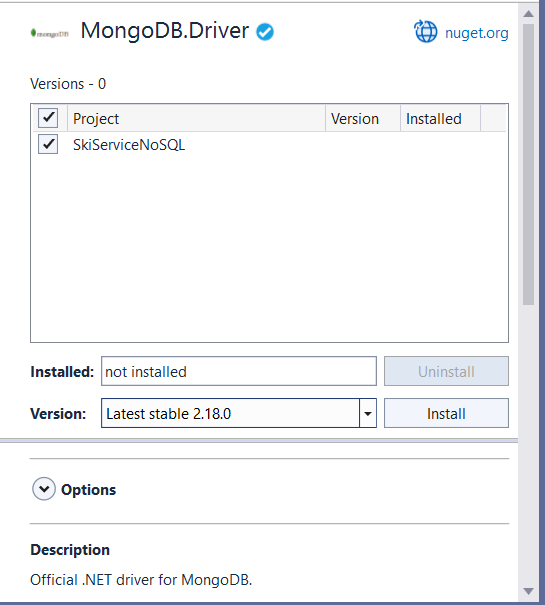 mongoDB MongoDB.Driver nuget.org
Versions - 0
Project Version Installed
SkiServiceNoSQL
Installed: not installed Uninstall
Version: Latest stable 2.18.0 Install
Options
Description
Official .NET driver for MongoDB.